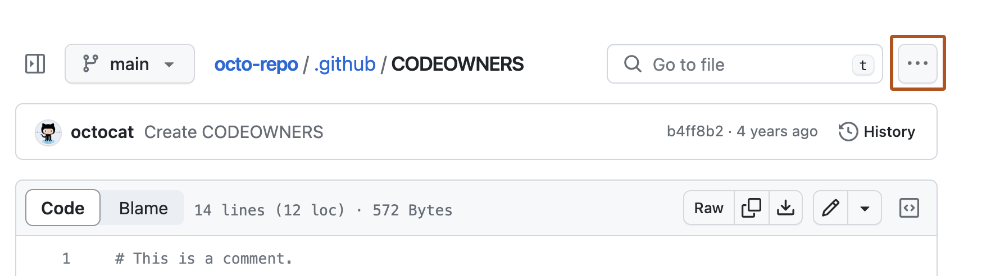 main octo-repo / .github / CODEOWNERS Go to file t ...
octocat Create CODEOWNERS b4ff8b2 · 4 years ago History
Code Blame 14 lines (12 loc) · 572 Bytes Raw
1 # This is a comment.